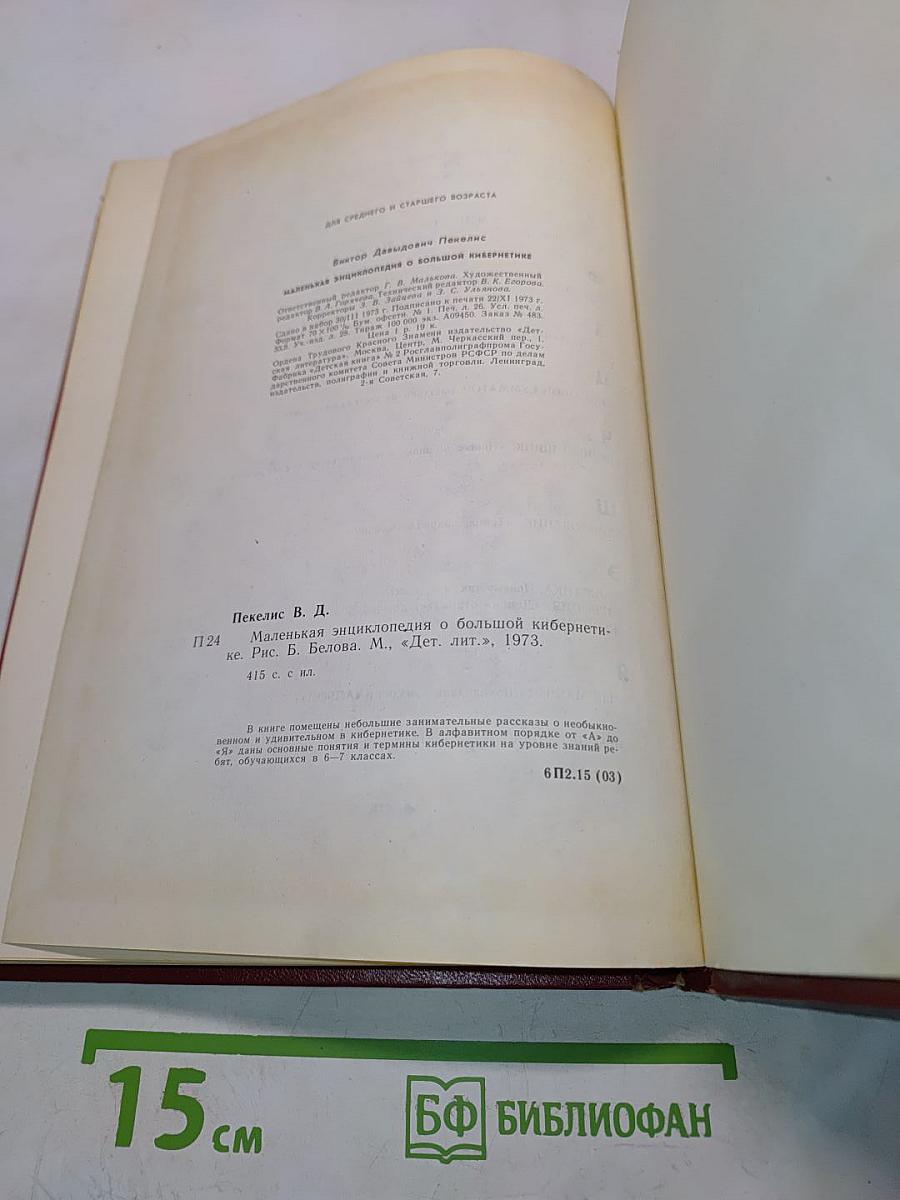 ДЛЯ СРЕДНЕГО И СТАРШЕГО ВОЗРАСТА
Виктор Давыдович Пекелис
МАЛЕНЬКАЯ ЭНЦИКЛОПЕДИЯ О БОЛЬШОЙ КИБЕРНЕТИКЕ
Ответственный редактор Г. В. Малькова. Художественный
редактор В. А. Горячева. Технический редактор В. К. Егорова.
Корректоры З. В. Зайцева и З. С. Ульянова.
Сдано в набор 30/III 1973 г. Подписано к печати 22/XI 1973 г.
Формат 70×100 Бум. офсетн. № 1. Печ. л. 26. Усл. печ. л.
Уч.-изд. л. 28. Тираж 100 000 экз. А09450. Заказ № 483.
Цена 1 р. 19 к.
Ордена Трудового Красного Знамени издательство «Дет-
ская литература». Москва, Центр, М. Черкасский пер., 1.
Фабрика «Детская книга» № 2 Росглавполиграфпрома Госу-
дарственного комитета Совета Министров РСФСР по делам
издательств, полиграфии и книжной торговли. Ленинград,
2-я Советская, 7.
Пекелис В. Д.
П 24 Маленькая энциклопедия о большой кибернети-
ке. Рис. Б. Белова. М., «Дет. лит.», 1973.
415 с. с ил.
В книге помещены небольшие занимательные рассказы о необыкно-
венном и удивительном в кибернетике. В алфавитном порядке от «А» до
«Я» даны основные понятия и термины кибернетики на уровне знаний ре-
бят, обучающихся в 6—7 классах.
6П2.15 (03)
15 см
БФ БИБЛИОФАН